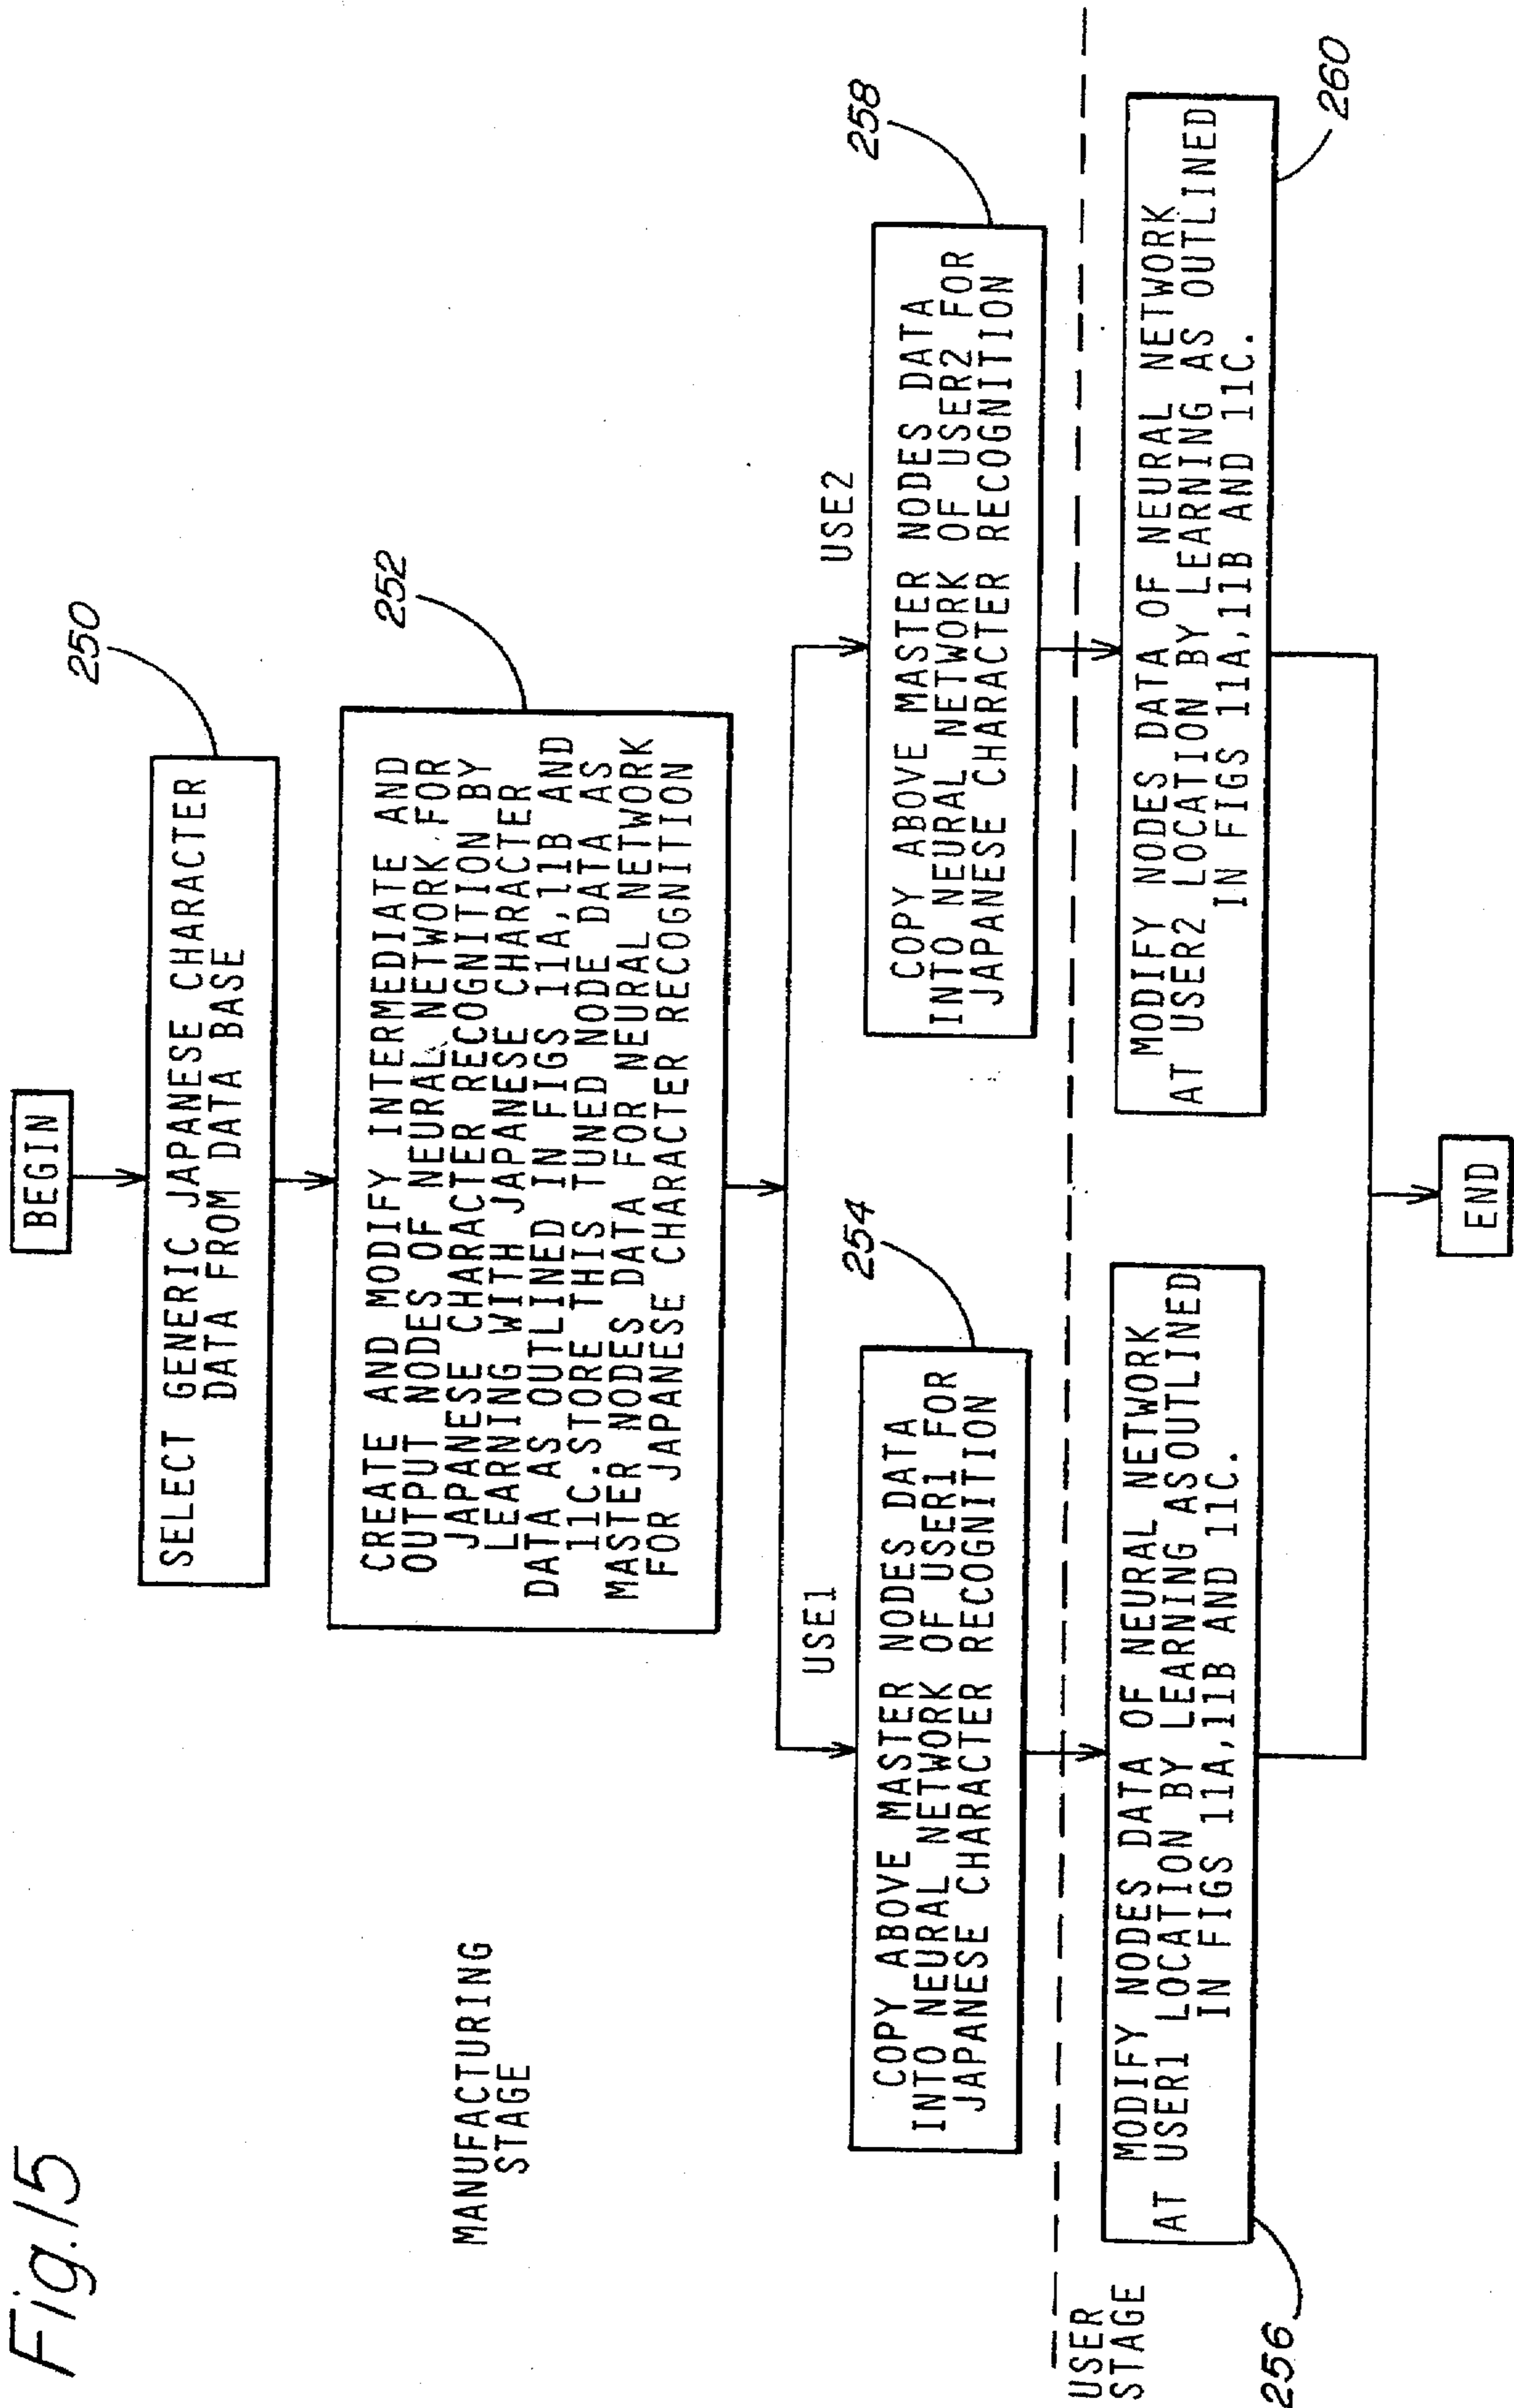 Fig.15
BEGIN
250
SELECT GENERIC JAPANESE CHARACTER
DATA FROM DATA BASE
252
CREATE AND MODIFY INTERMEDIATE AND
OUTPUT NODES OF NEURAL NETWORK FOR
JAPANESE CHARACTER RECOGNITION BY
LEARNING WITH JAPANESE CHARACTER
DATA AS OUTLINED IN FIGS 11A,11B AND
11C.STORE THIS TUNED NODE DATA AS
MASTER NODES DATA FOR NEURAL NETWORK
FOR JAPANESE CHARACTER RECOGNITION
MANUFACTURING
STAGE
USE1
254
COPY ABOVE MASTER NODES DATA
INTO NEURAL NETWORK OF USER1 FOR
JAPANESE CHARACTER RECOGNITION
USE2
258
COPY ABOVE MASTER NODES DATA
INTO NEURAL NETWORK OF USER2 FOR
JAPANESE CHARACTER RECOGNITION
USER
STAGE
256
MODIFY NODES DATA OF NEURAL NETWORK
AT USER1 LOCATION BY LEARNING ASOUTLINED
IN FIGS 11A,11B AND 11C.
MODIFY NODES DATA OF NEURAL NETWORK
AT USER2 LOCATION BY LEARNING AS OUTLINED
IN FIGS 11A,11B AND 11C.
260
END